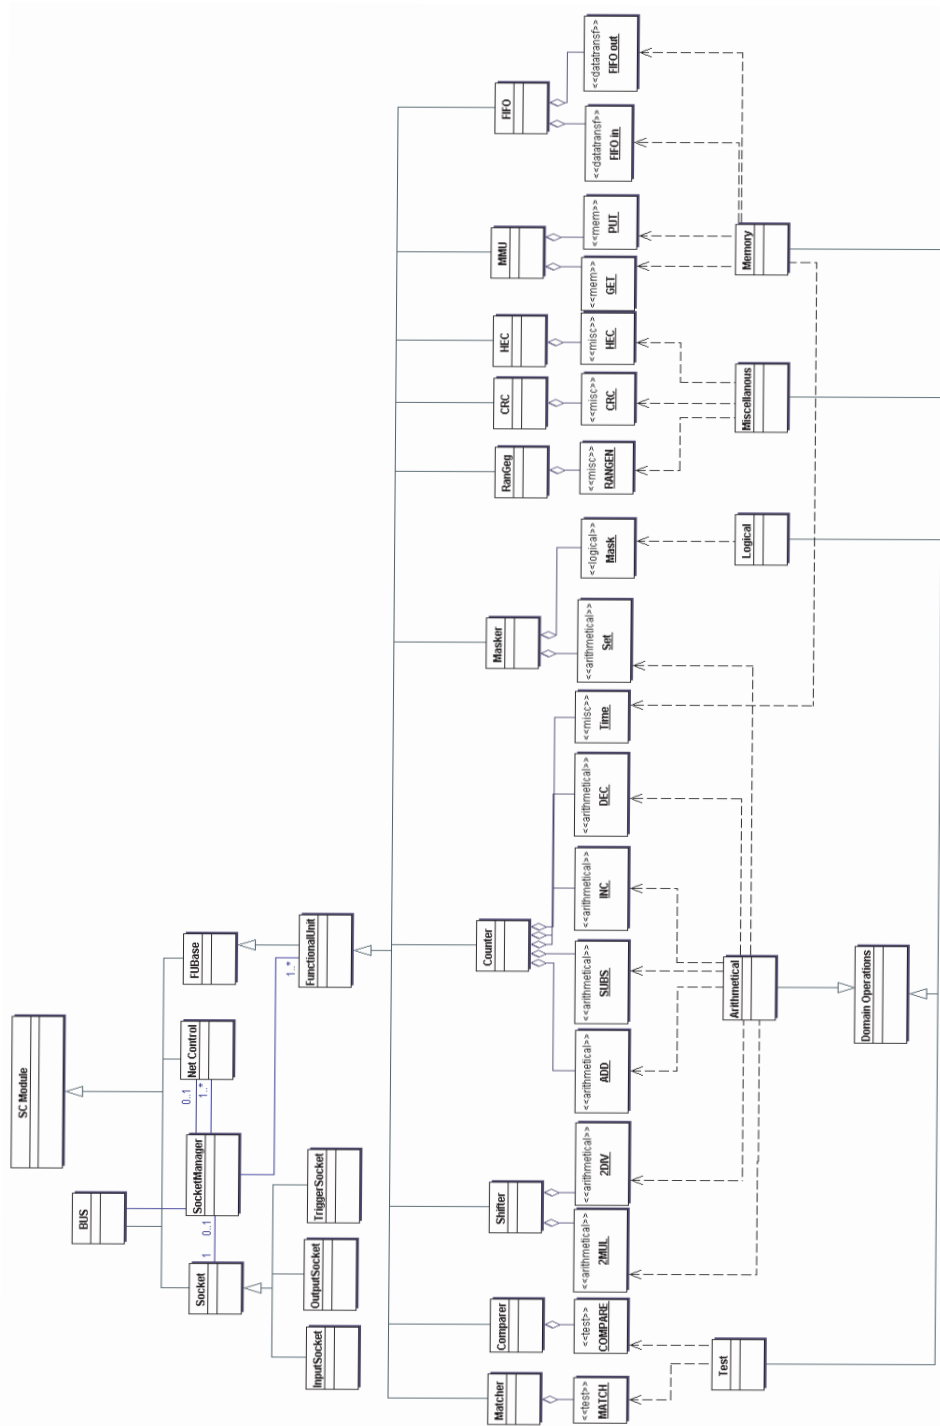 SC Module
BUS
Socket
1
0..1
SocketManager
0..1
1..*
Net Control
FUBase
InputSocket
OutputSocket
TriggerSocket
1..*
FunctionalUnit
Matcher
Comparer
Shifter
Counter
Masker
RanGeg
CRC
HEC
MMU
FIFO
<<test>>
MATCH
<<test>>
COMPARE
<<arithmetical>>
2MUL
<<arithmetical>>
2DIV
<<arithmetical>>
ADD
<<arithmetical>>
SUBS
<<arithmetical>>
INC
<<arithmetical>>
DEC
<<misc>>
Time
<<arithmetical>>
Set
<<logical>>
Mask
<<misc>>
RANGEN
<<misc>>
CRC
<<misc>>
HEC
<<mem>>
GET
<<mem>>
PUT
<<datatransf>>
FIFO in
<<datatransf>>
FIFO out
Test
Arithmetical
Logical
Miscellanous
Memory
Domain Operations